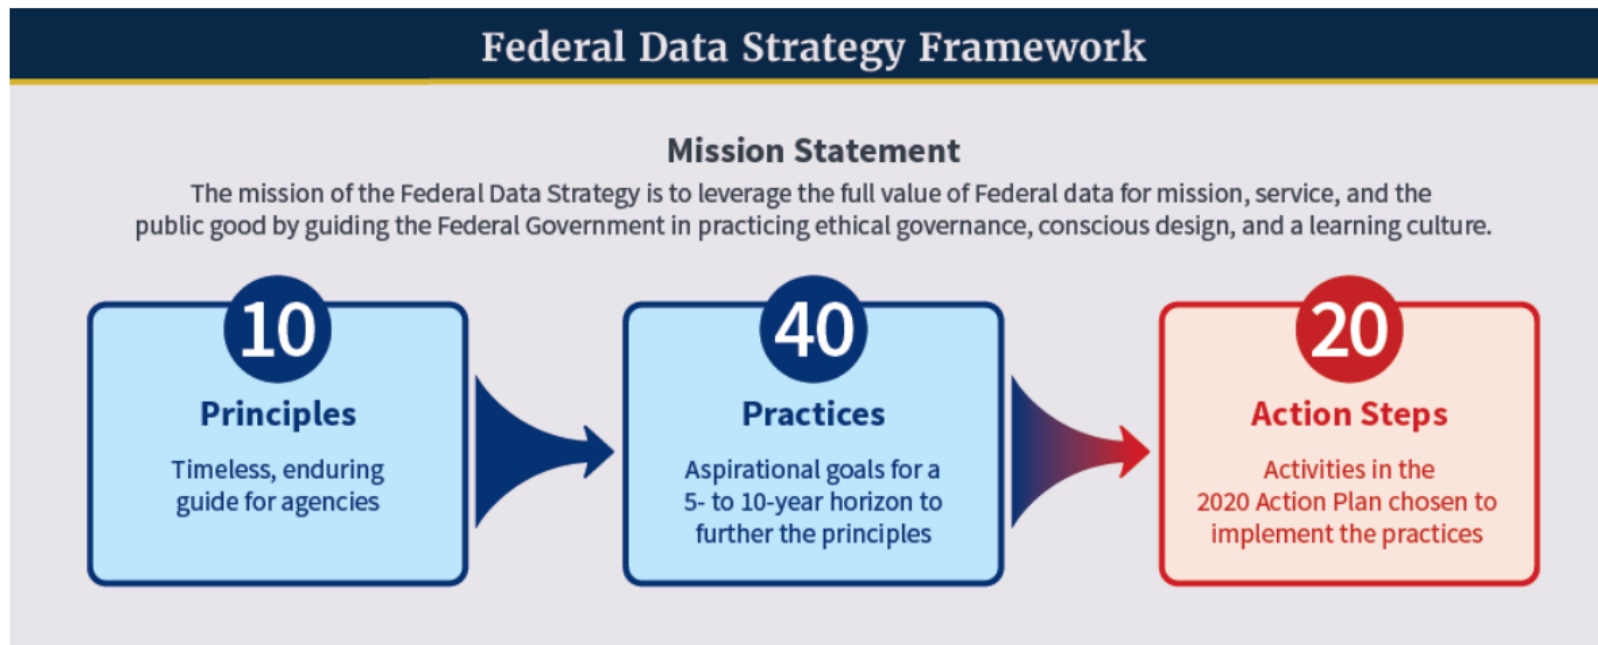 Federal Data Strategy Framework
Mission Statement
The mission of the Federal Data Strategy is to leverage the full value of Federal data for mission, service, and the
public good by guiding the Federal Government in practicing ethical governance, conscious design, and a learning culture.
10
Principles
Timeless, enduring
guide for agencies
40
Practices
Aspirational goals for a
5- to 10-year horizon to
further the principles
20
Action Steps
Activities in the
2020 Action Plan chosen to
implement the practices